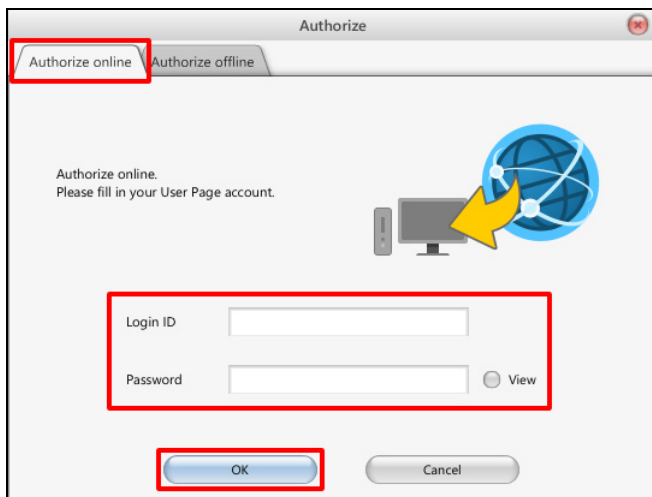 Authorize
Authorize online
Authorize offline
Authorize online.
Please fill in your User Page account.
Login ID
Password
View
OK
Cancel